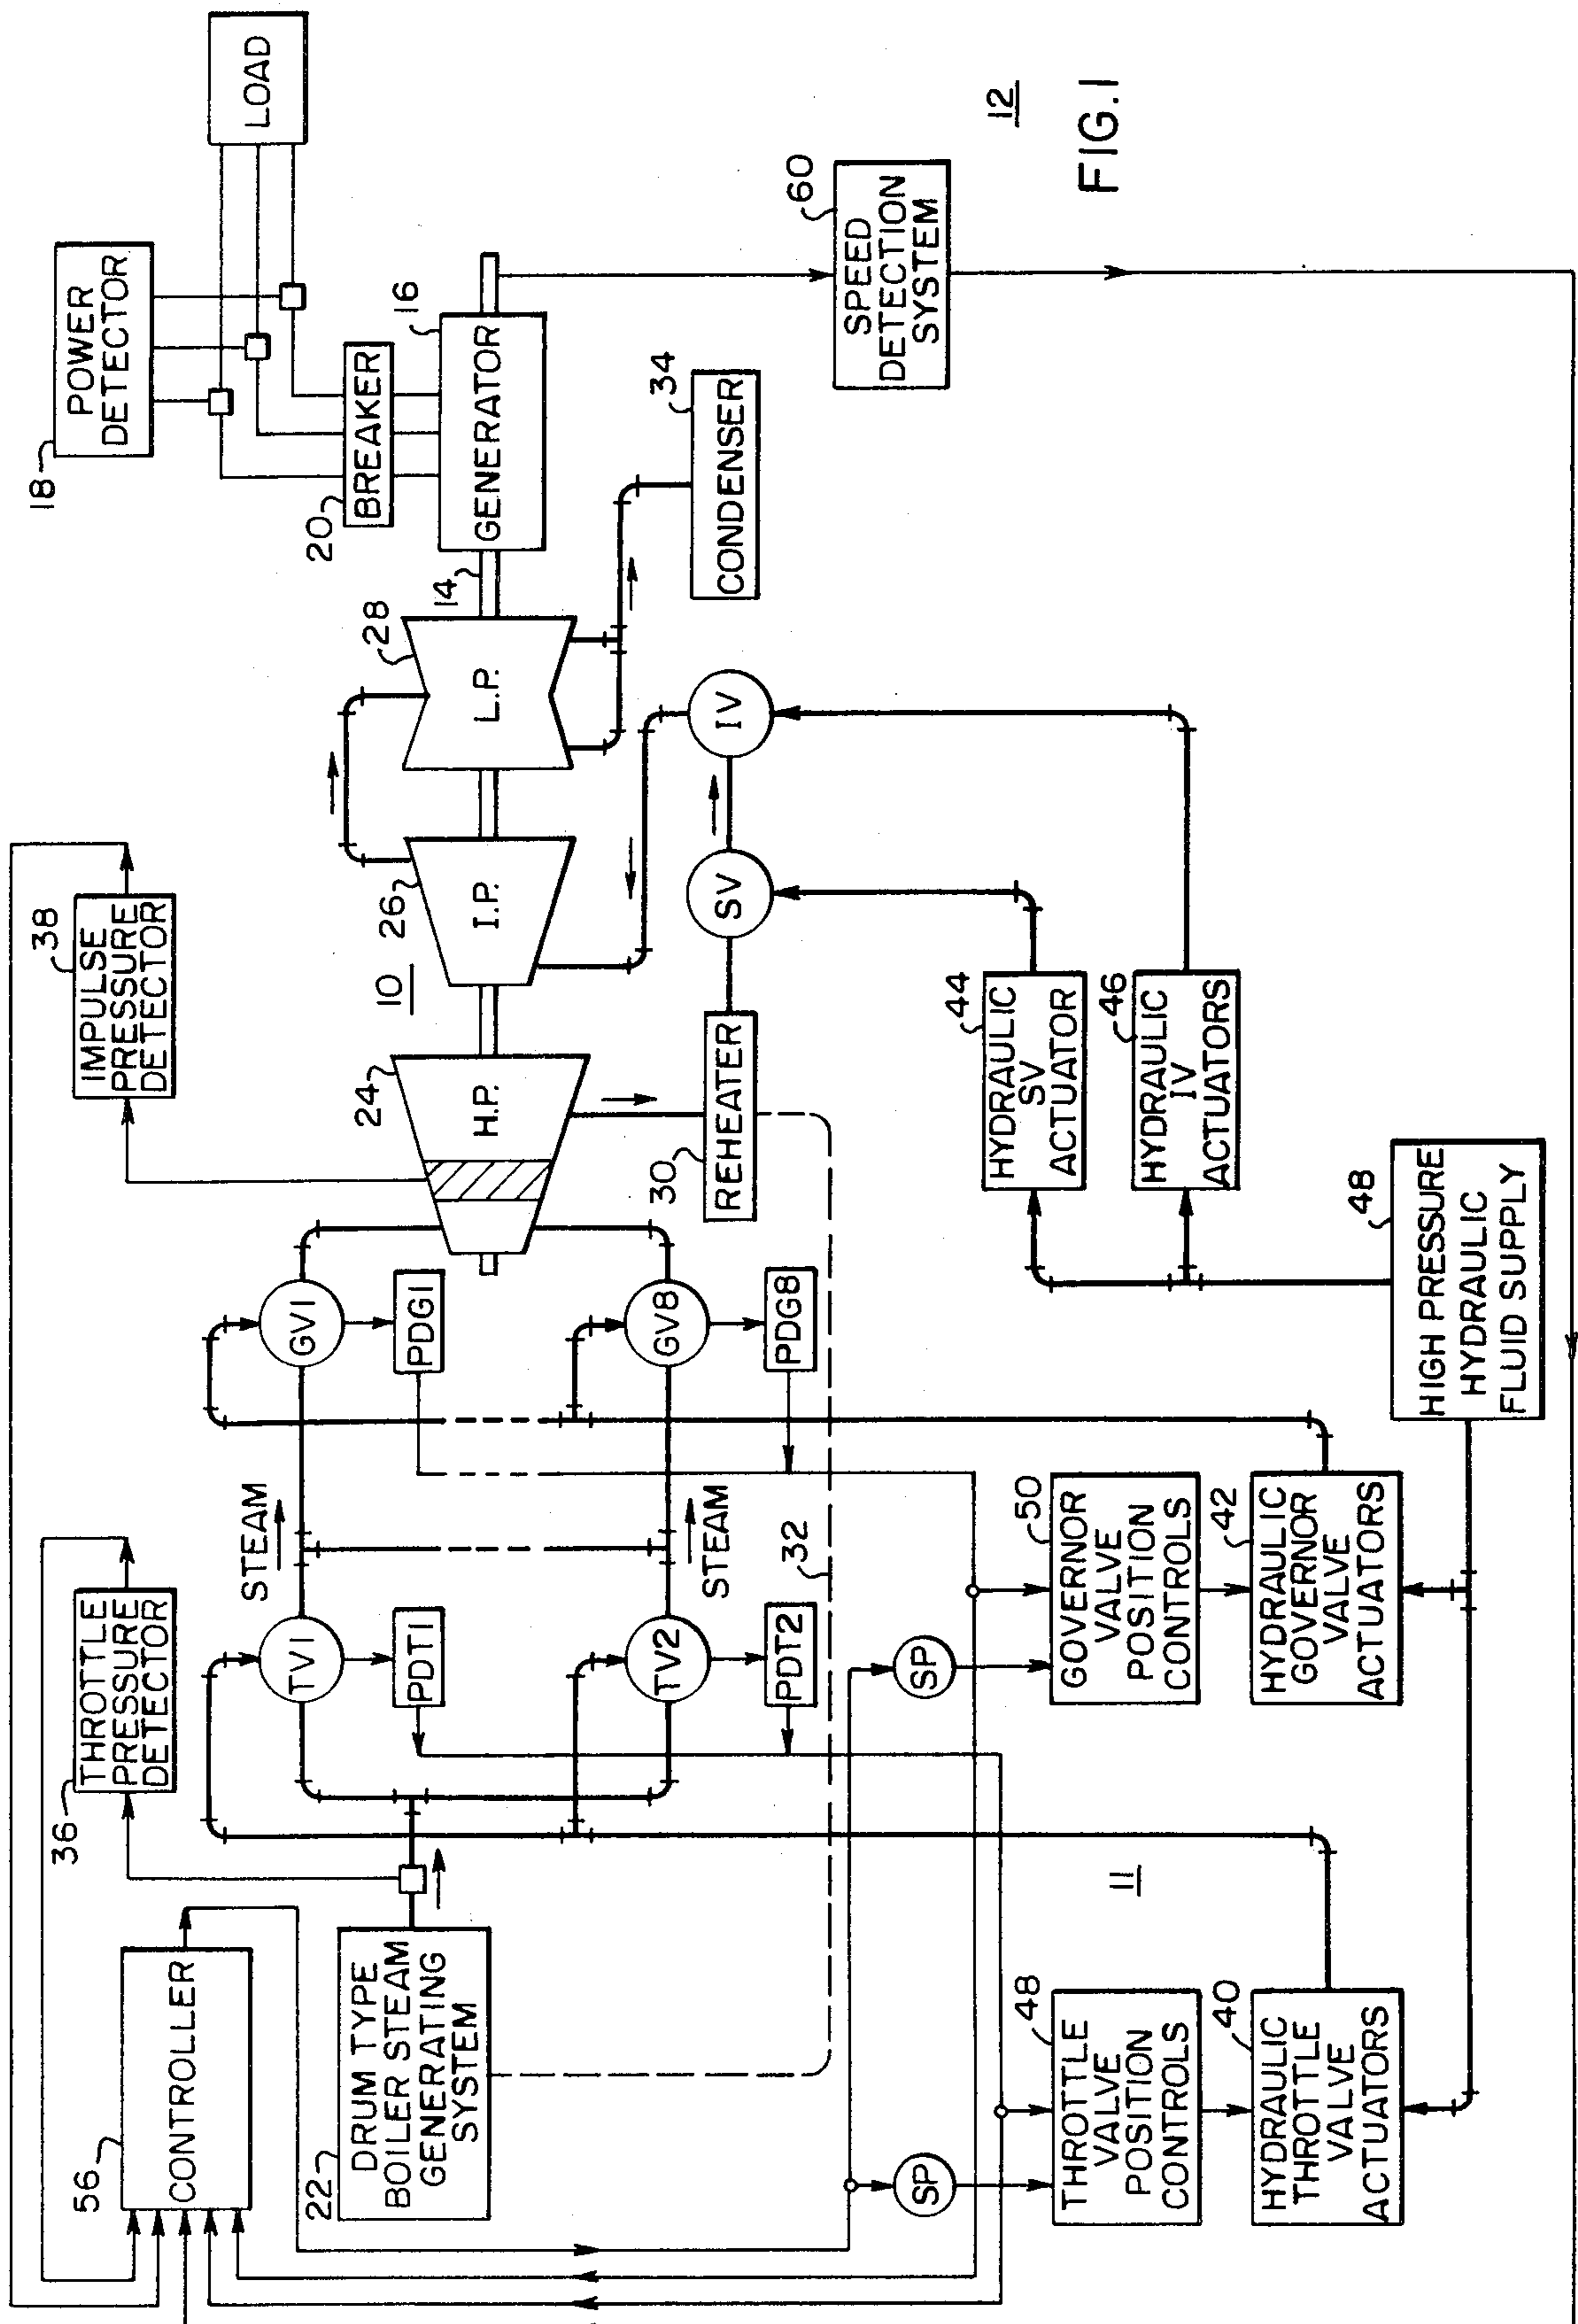 18
POWER
DETECTOR
LOAD
20
BREAKER
16
GENERATOR
14
28
L.P.
26
I.P.
10
24
H.P.
34
CONDENSER
60
SPEED
DETECTION
SYSTEM
12
FIG.1
38
IMPULSE
PRESSURE
DETECTOR
36
THROTTLE
PRESSURE
DETECTOR
56
CONTROLLER
22
DRUM TYPE
BOILER STEAM
GENERATING
SYSTEM
STEAM
STEAM
TV1
PDT1
TV2
PDT2
GV1
PDG1
GV8
PDG8
30
REHEATER
32
SV
IV
44
HYDRAULIC
SV
ACTUATOR
46
HYDRAULIC
IV
ACTUATORS
48
HIGH PRESSURE
HYDRAULIC
FLUID SUPPLY
SP
50
GOVERNOR
VALVE
POSITION
CONTROLS
42
HYDRAULIC
GOVERNOR
VALVE
ACTUATORS
11
SP
48
THROTTLE
VALVE
POSITION
CONTROLS
40
HYDRAULIC
THROTTLE
VALVE
ACTUATORS